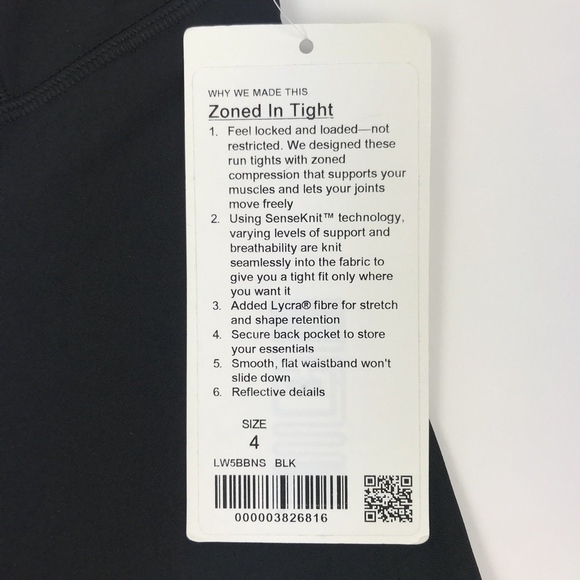 WHY WE MADE THIS
Zoned In Tight
1. Feel locked and loaded—not
restricted. We designed these
run tights with zoned
compression that supports your
muscles and lets your joints
move freely
2. Using SenseKnit™ technology,
varying levels of support and
breathability are knit
seamlessly into the fabric to
give you a tight fit only where
you want it
3. Added Lycra® fibre for stretch
and shape retention
4. Secure back pocket to store
your essentials
5. Smooth, flat waistband won't
slide down
6. Reflective details
SIZE
4
LW5BBNS BLK
000003826816